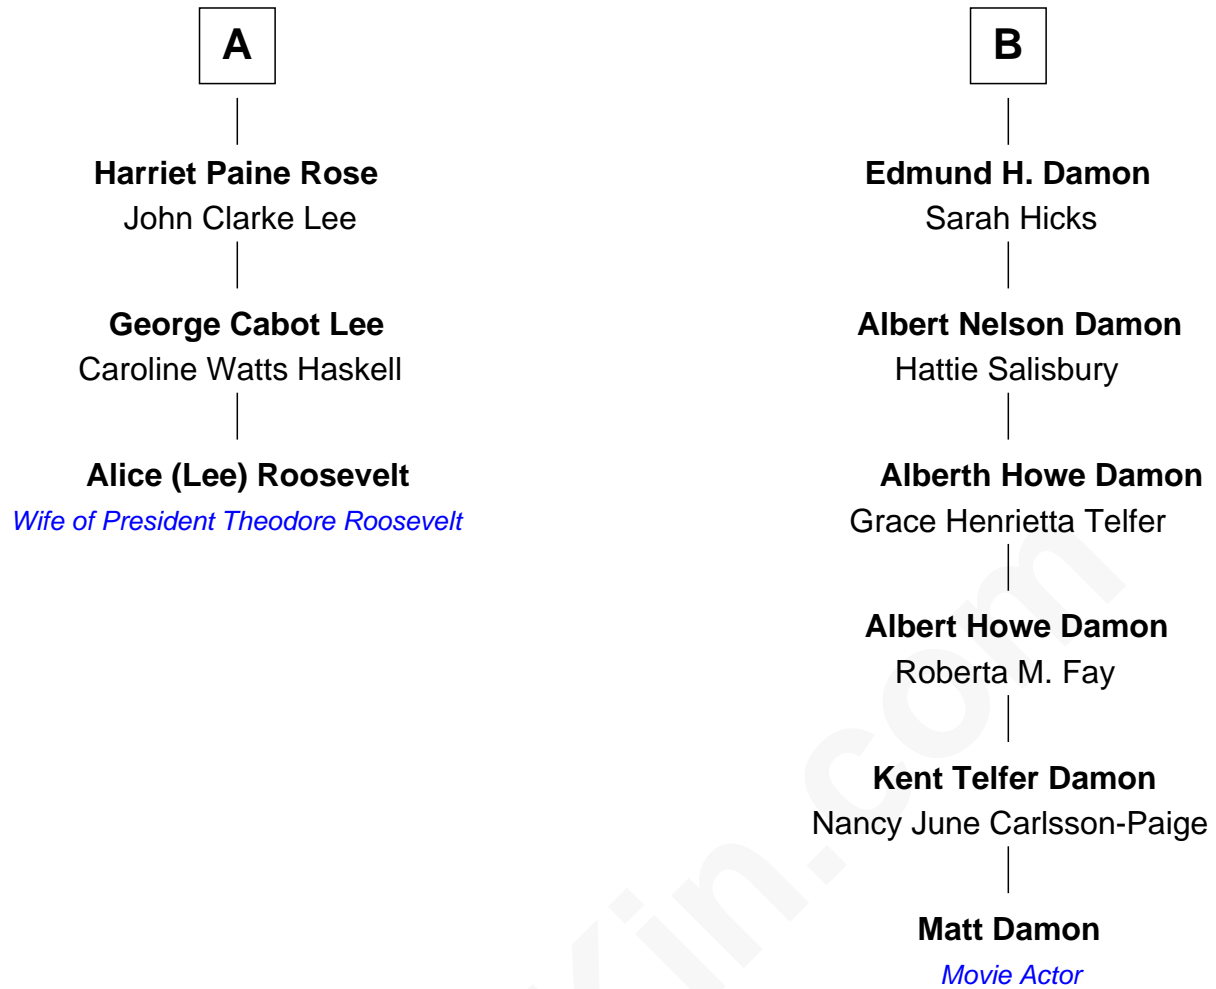 A
Harriet Paine Rose
John Clarke Lee
George Cabot Lee
Caroline Watts Haskell
Alice (Lee) Roosevelt
Wife of President Theodore Roosevelt
B
Edmund H. Damon
Sarah Hicks
Albert Nelson Damon
Hattie Salisbury
Alberth Howe Damon
Grace Henrietta Telfer
Albert Howe Damon
Roberta M. Fay
Kent Telfer Damon
Nancy June Carlsson-Paige
Matt Damon
Movie Actor
Kin.com